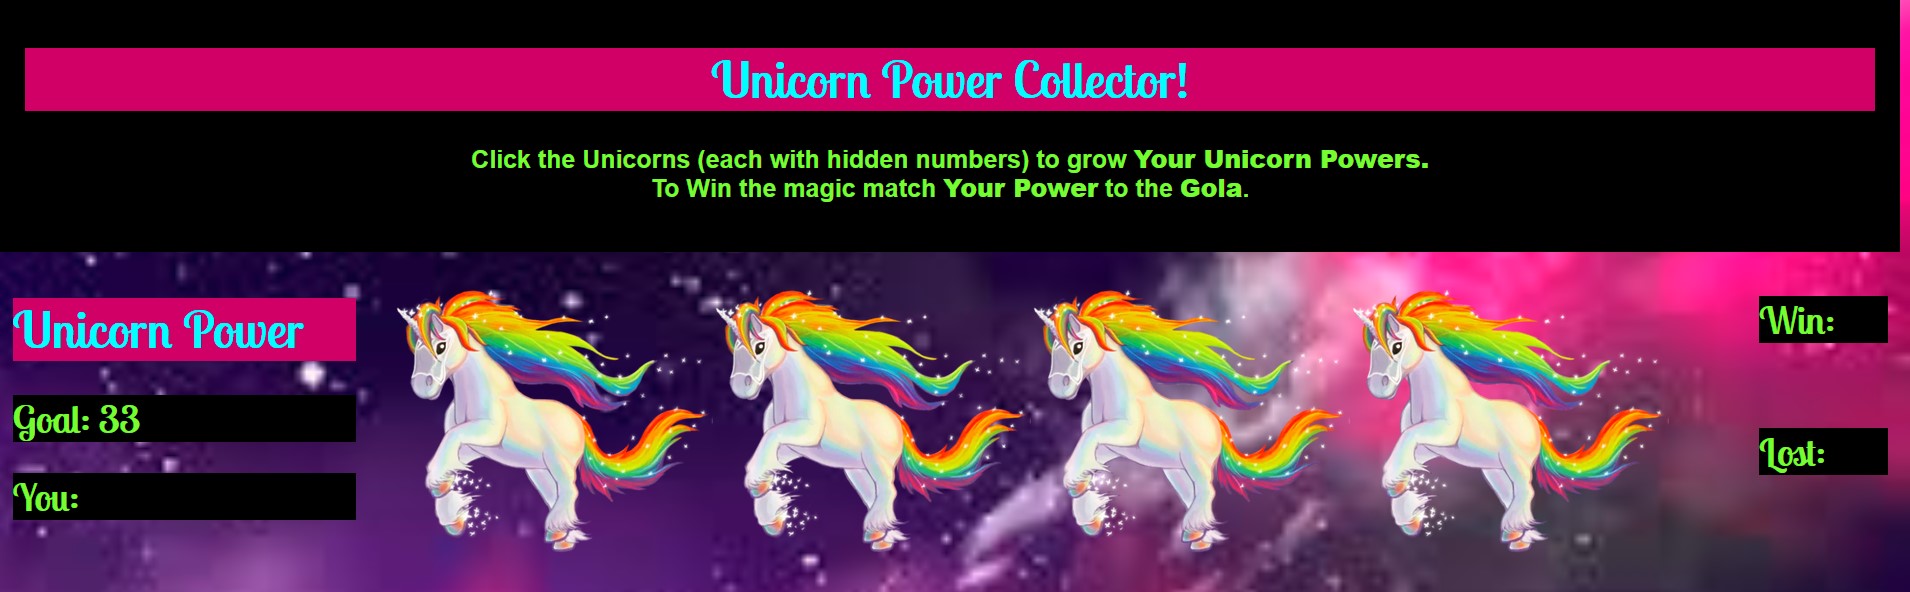 Unicorn Power Collector!
Click the Unicorns (each with hidden numbers) to grow Your Unicorn Powers.
To Win the magic match Your Power to the Gola.
Unicorn Power
Goal: 33
You:
Win:
Lost: